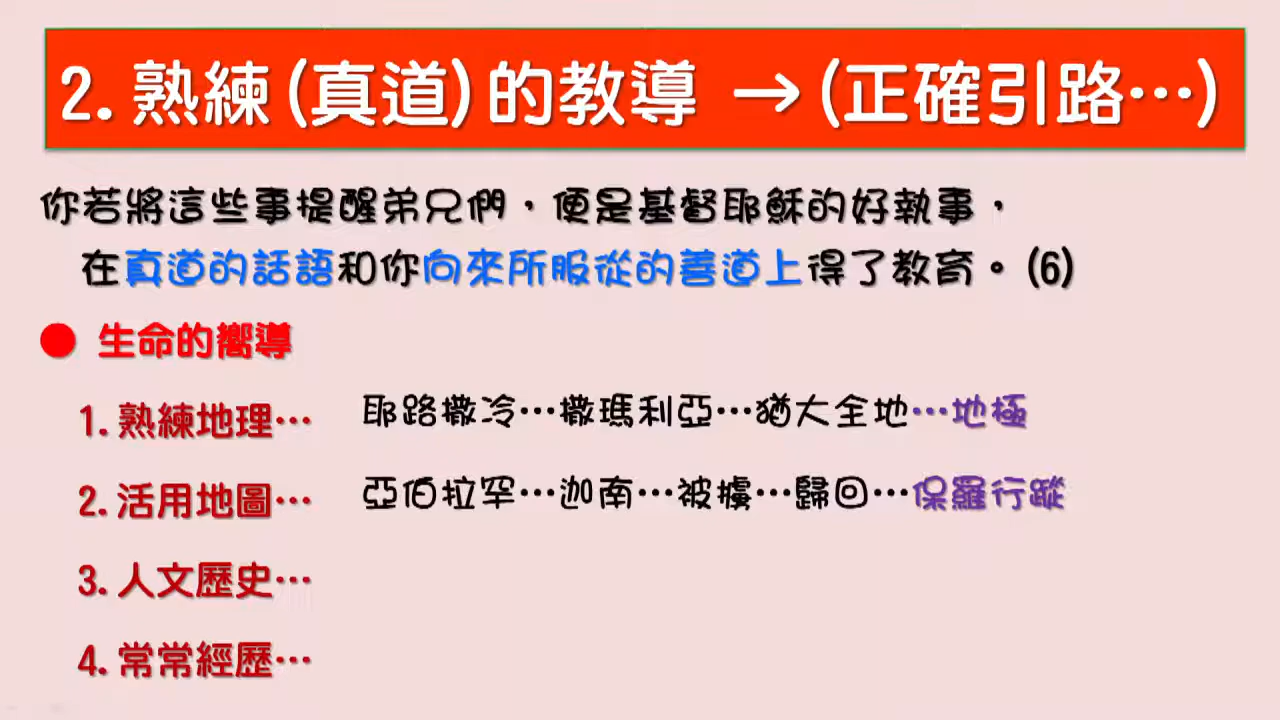 2.熟練(真道)的教導 →(正確引路…)
你若將這些事提醒弟兄們，便是基督耶穌的好執事，
在真道的話語和你向來所服從的善道上得了教育。(6)
● 生命的嚮導
1.熟練地理… 耶路撒冷…撒瑪利亞…猶大全地…地極
2.活用地圖… 亞伯拉罕…迦南…被擄…歸回…保羅行蹤
3.人文歷史…
4.常常經歷…